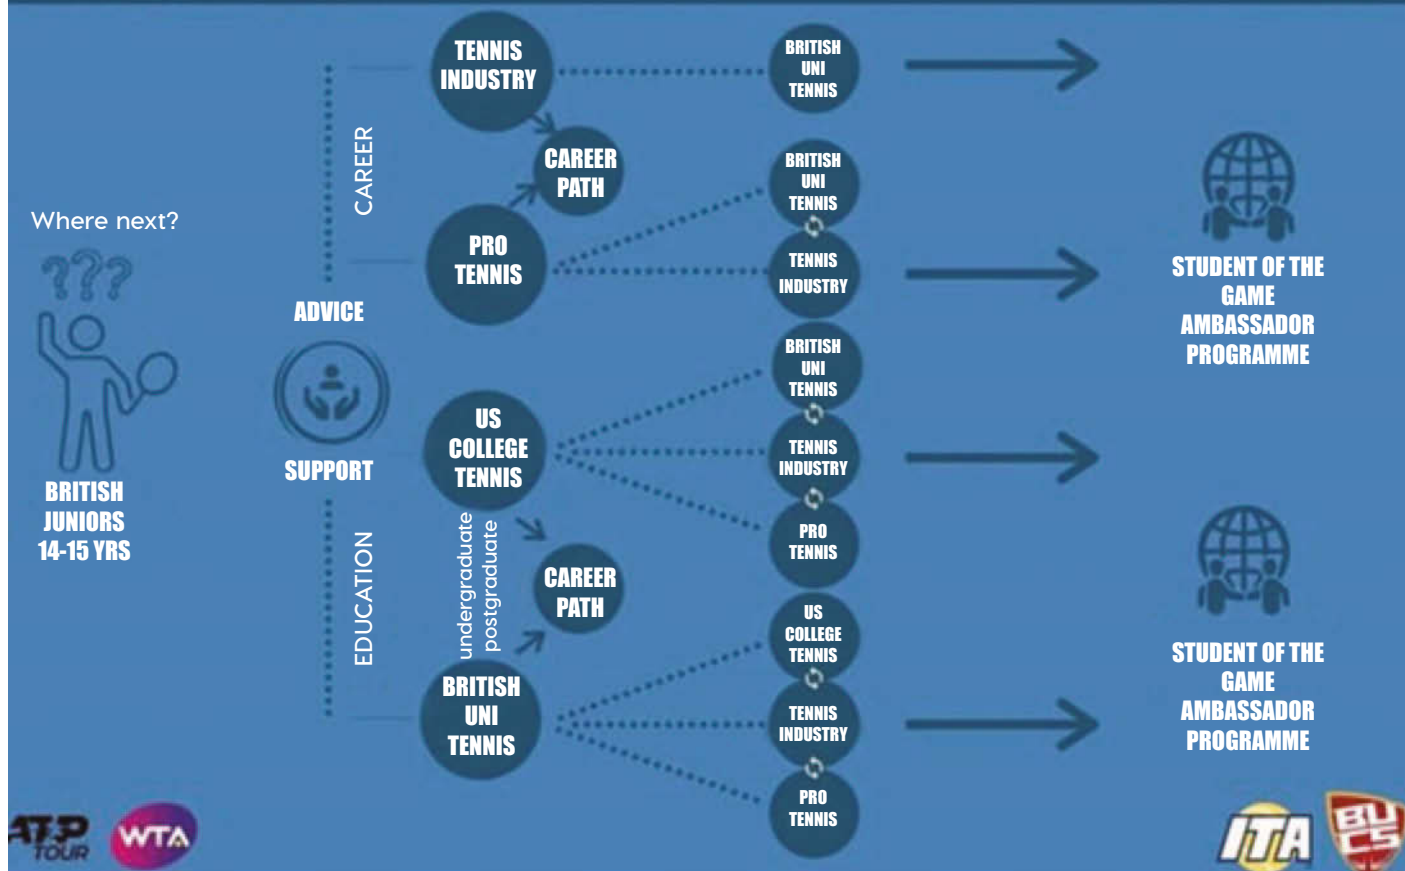 Where next?
???
BRITISH
JUNIORS
14-15 YRS
CAREER
ADVICE
SUPPORT
EDUCATION
TENNIS
INDUSTRY
CAREER
PATH
PRO
TENNIS
US
COLLEGE
TENNIS
undergraduate
postgraduate
CAREER
PATH
BRITISH
UNI
TENNIS
BRITISH
UNI
TENNIS
BRITISH
UNI
TENNIS
TENNIS
INDUSTRY
BRITISH
UNI
TENNIS
TENNIS
INDUSTRY
PRO
TENNIS
US
COLLEGE
TENNIS
TENNIS
INDUSTRY
PRO
TENNIS
STUDENT OF THE
GAME
AMBASSADOR
PROGRAMME
STUDENT OF THE
GAME
AMBASSADOR
PROGRAMME
ATP
TOUR
WTA
ITA
BU
CS